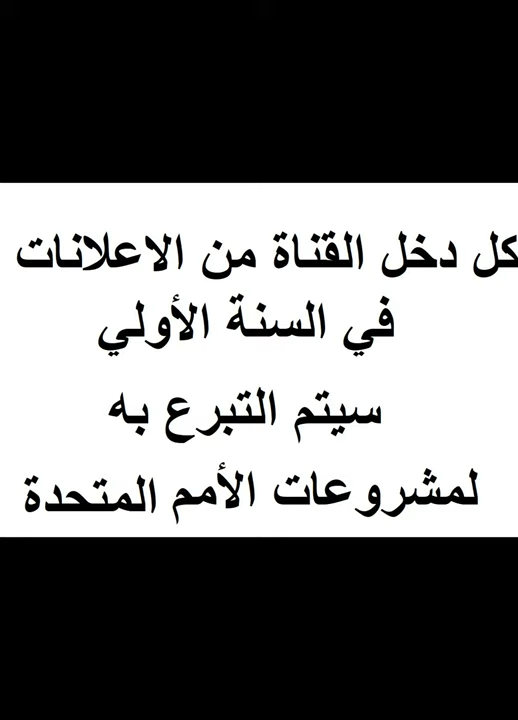 كل دخل القناة من الاعلانات
في السنة الأولي
سيتم التبرع به
لمشروعات الأمم المتحدة